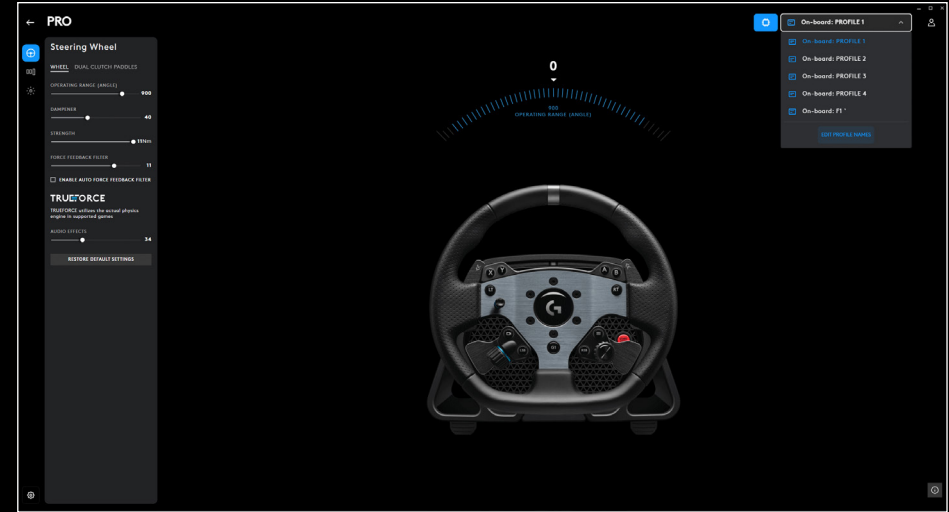 PRO
On-board: PROFILE 1
On-board: PROFILE 1
On-board: PROFILE 2
On-board: PROFILE 3
On-board: PROFILE 4
On-board: F1 *
EDIT PROFILE NAMES
Steering Wheel
WHEEL DUAL CLUTCH PADDLES
OPERATING RANGE (ANGLE)
900
DAMPENER
40
STRENGTH
11Nm
FORCE FEEDBACK FILTER
11
ENABLE AUTO FORCE FEEDBACK FILTER
TRUEFORCE
TRUEFORCE utilizes the actual physics
engine in supported games
AUDIO EFFECTS
34
RESTORE DEFAULT SETTINGS
0
900
OPERATING RANGE (ANGLE)
X Y A B
LT RT
G